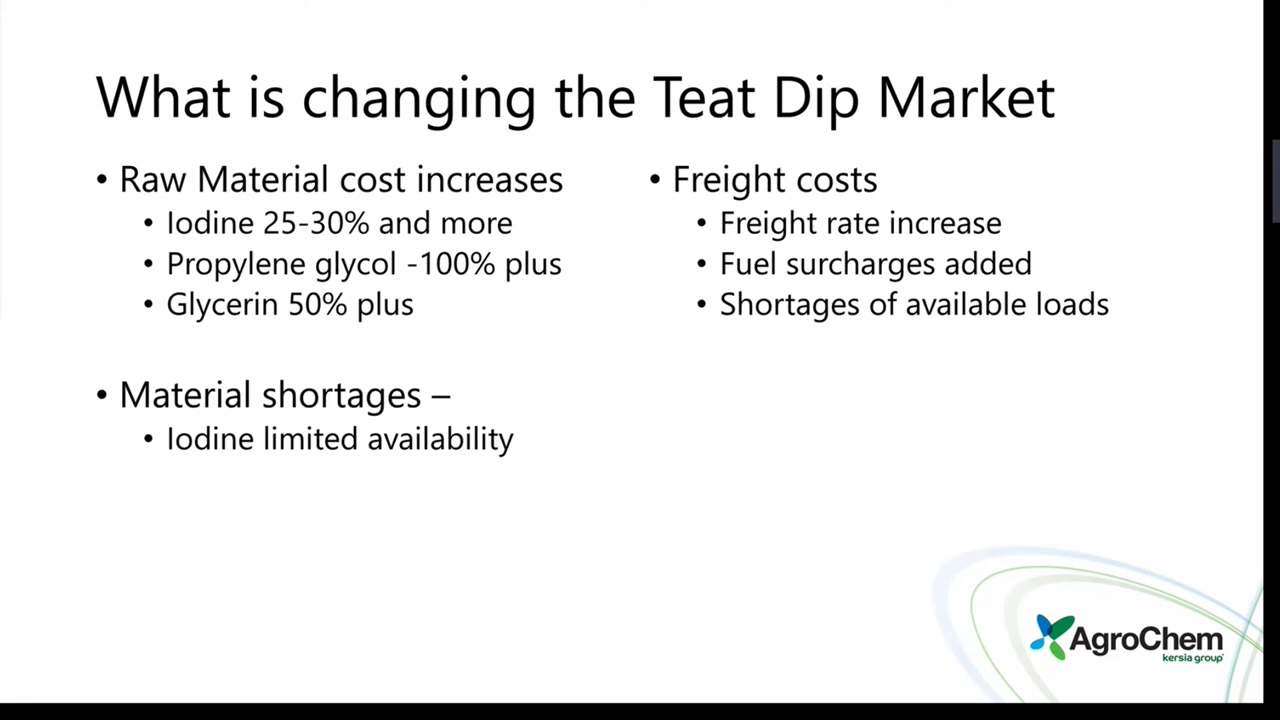 What is changing the Teat Dip Market
• Raw Material cost increases
• Iodine 25-30% and more
• Propylene glycol -100% plus
• Glycerin 50% plus
• Material shortages –
• Iodine limited availability
• Freight costs
• Freight rate increase
• Fuel surcharges added
• Shortages of available loads
AgroChem
kersia group